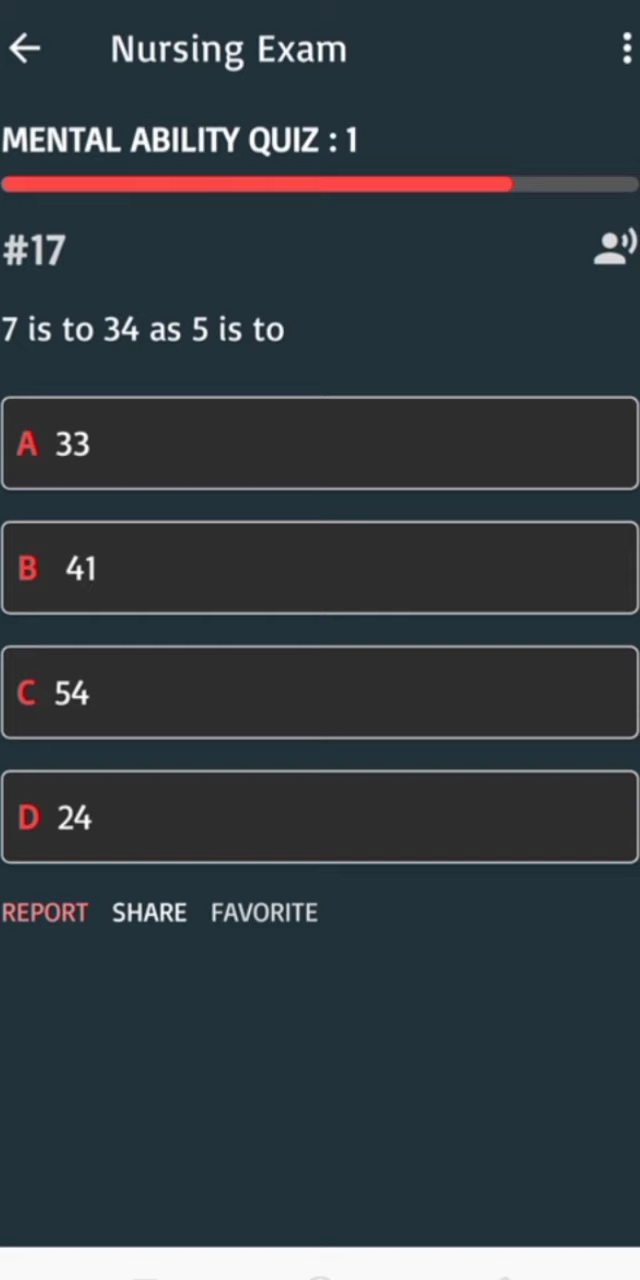 Nursing Exam
MENTAL ABILITY QUIZ : 1
#17
7 is to 34 as 5 is to
A 33
B 41
C 54
D 24
REPORT SHARE FAVORITE